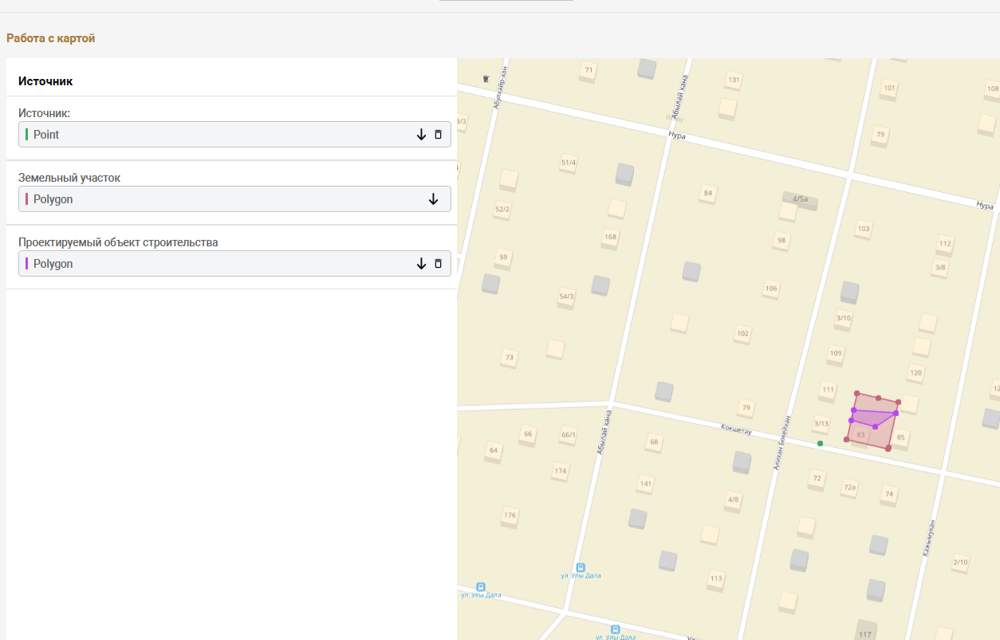 Работа с картой
Источник
Источник:
Point
Земельный участок
Polygon
Проектируемый объект строительства
Polygon
Абулхайр-хан
71
Абылай хана
131
101
108
3/3
Нура
79
51/4
84
4/5а
Нура
52/2
168
98
103
112
59
3/8
54/3
106
3/10
102
73
109
120
111
79
Кокшетау
3/13
83
85
66
66/1
68
64
Абылай хана
Алихан Бокейхан
174
141
72
72а
74
4/8
176
Кажымукан
113
2/10
ул. Улы Дала
ул. Улы Дала
ул. Улы Дала
117